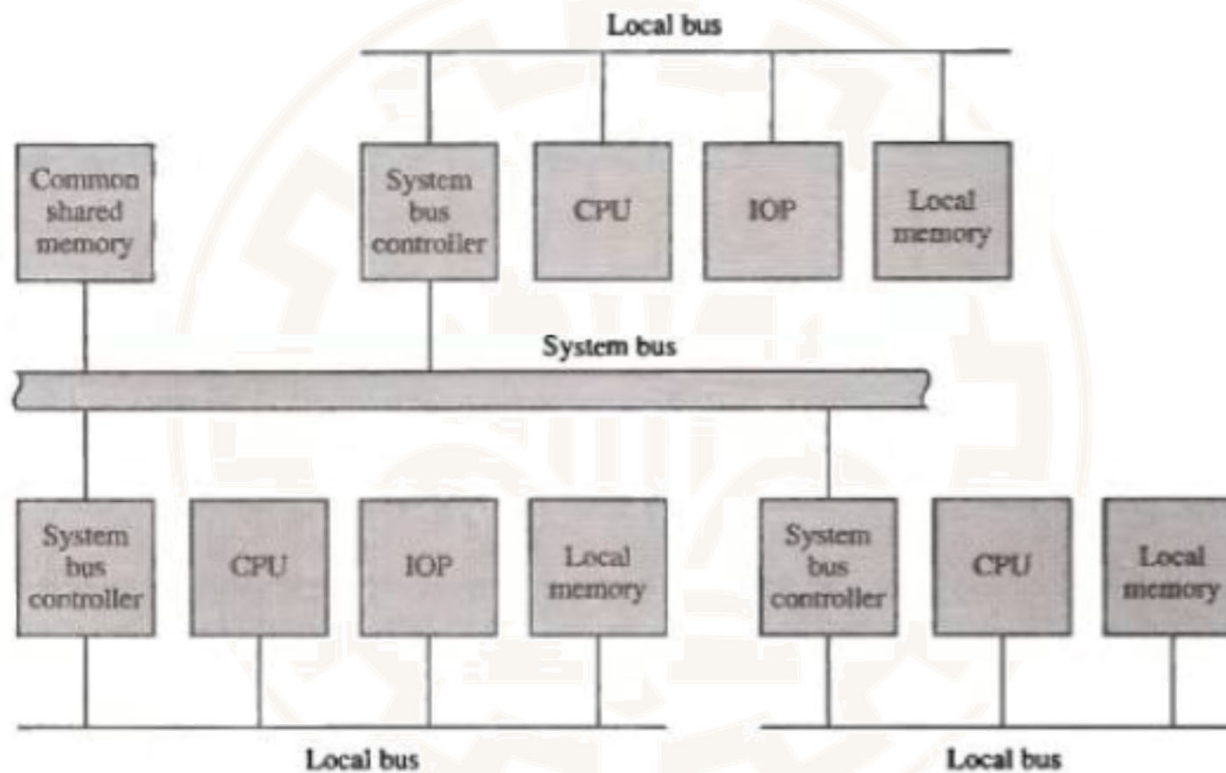 Local bus
Common
shared
memory
System
bus
controller
CPU
IOP
Local
memory
System bus
System
bus
controller
CPU
IOP
Local
memory
System
bus
controller
CPU
Local
memory
Local bus
Local bus